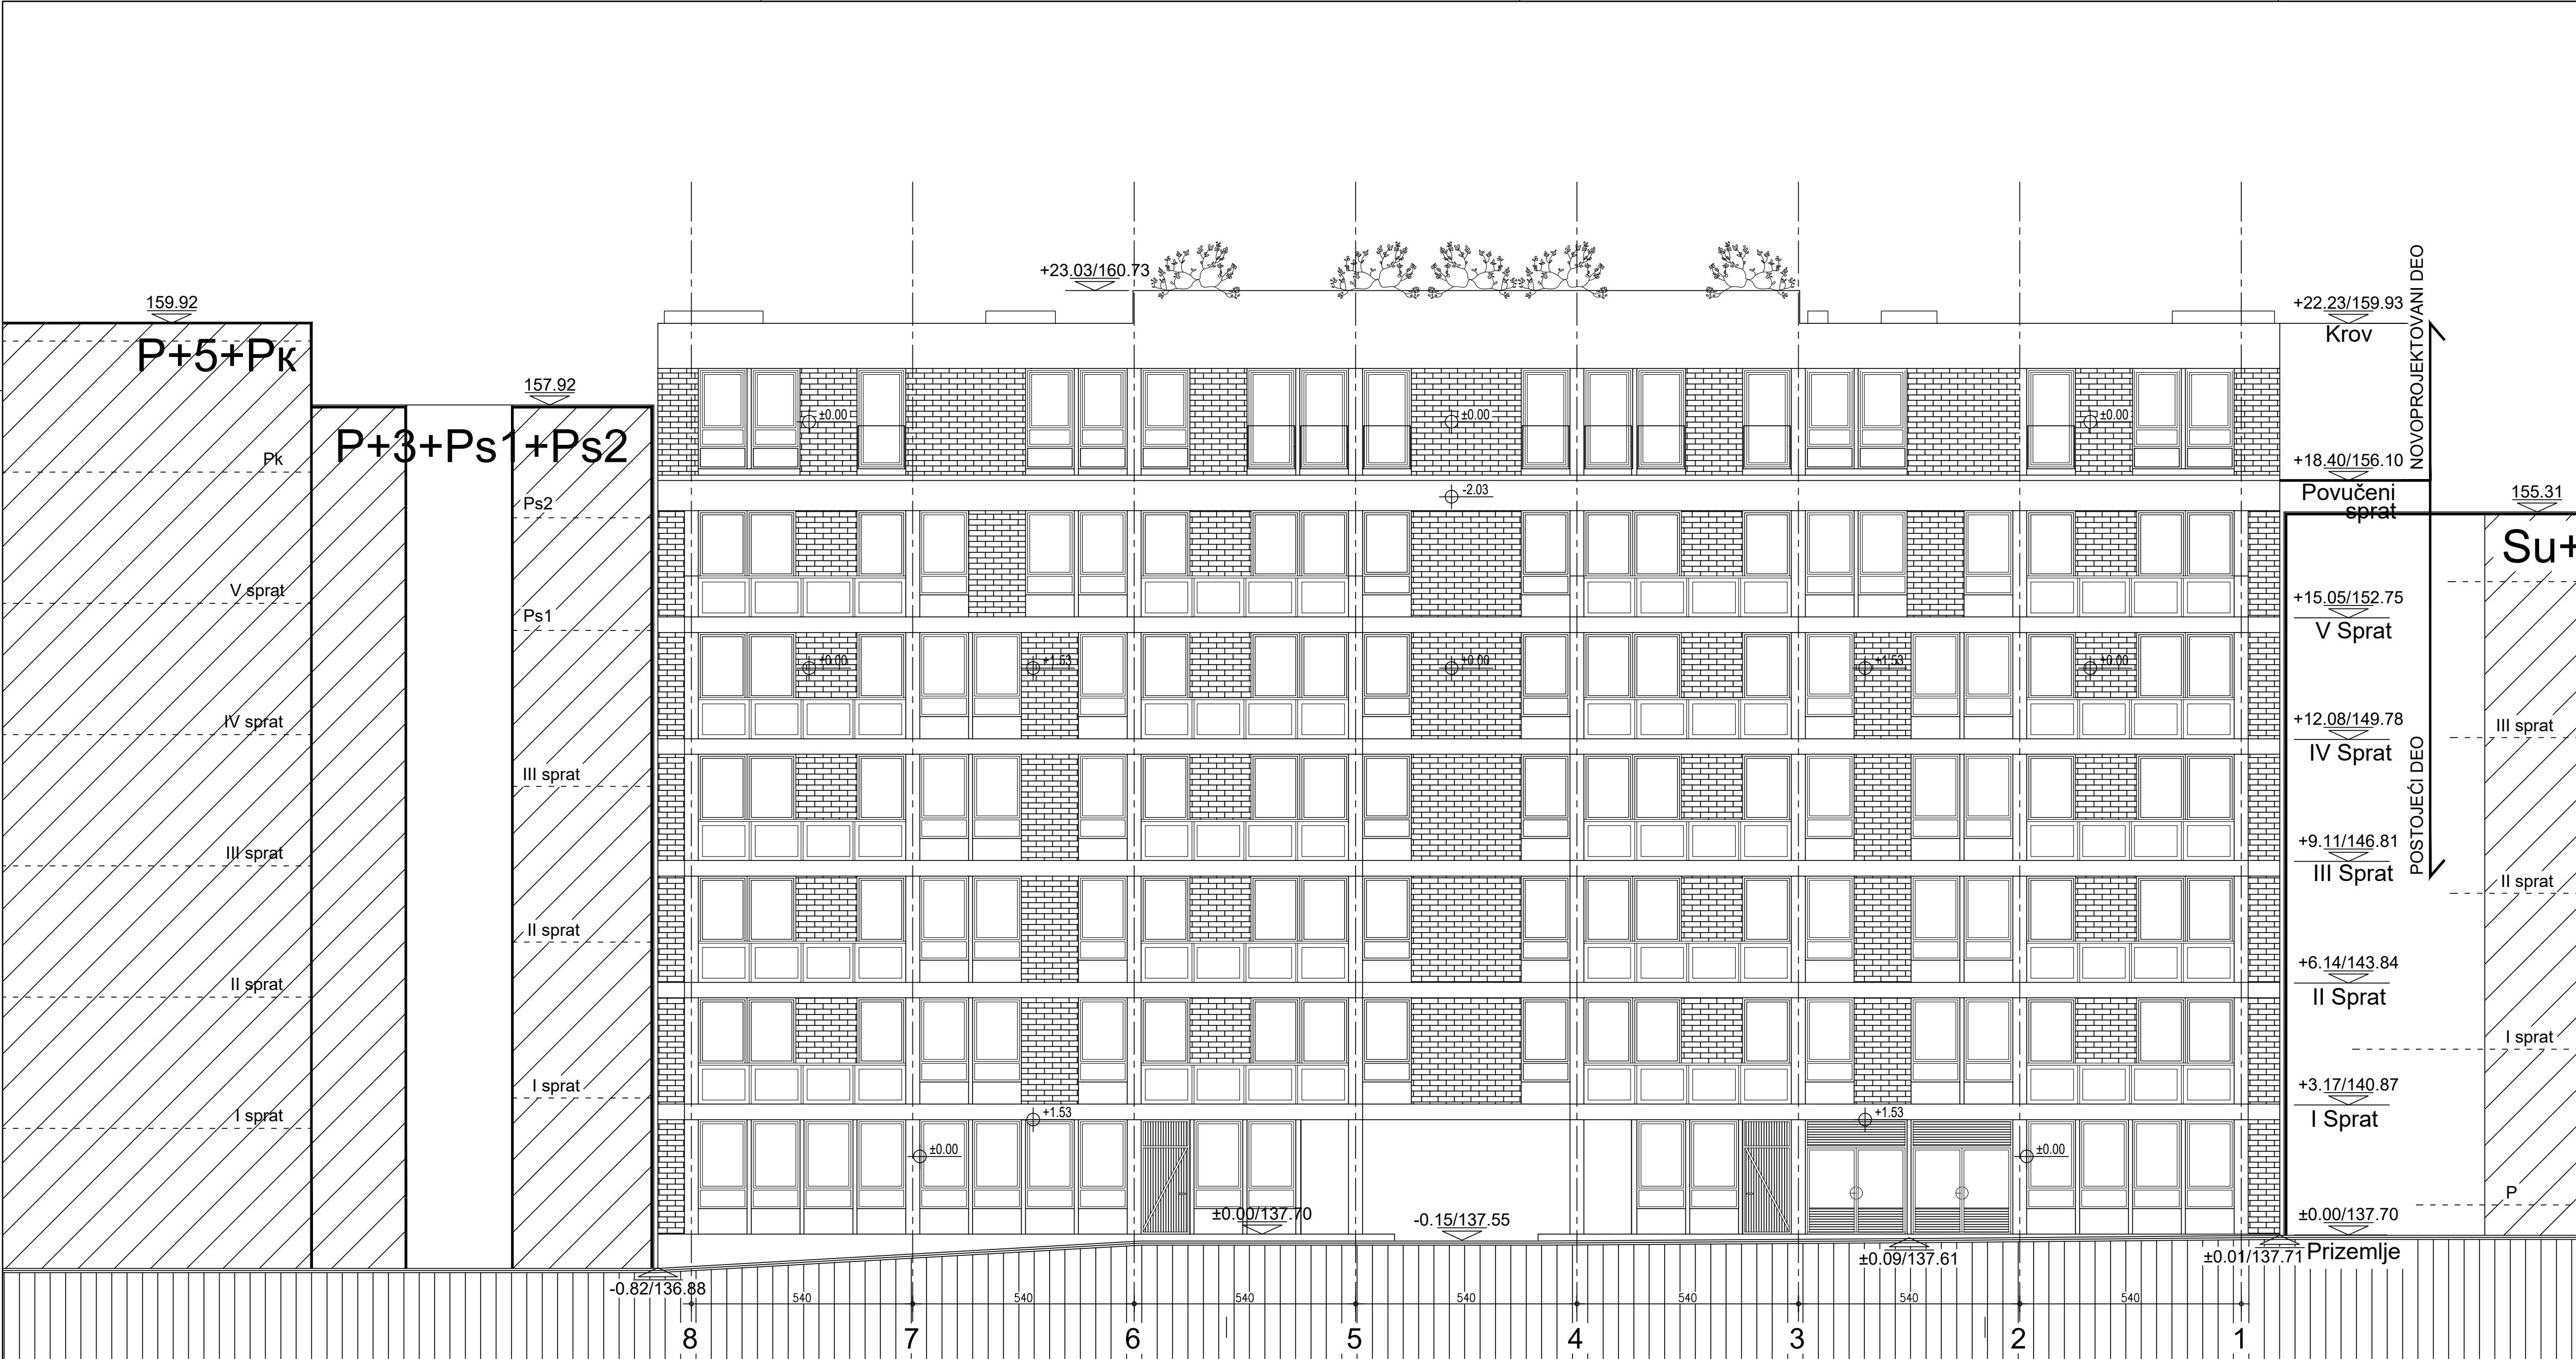 +23.03/160.73
159.92
+22.23/159.93
Krov
P+5+Pк
157.92
NOVOPROJEKTOVANI DEO
±0.00
±0.00
±0.00
P+3+Ps1+Ps2
Pk
+18.40/156.10
Povučeni
sprat
155.31
-2.03
Ps2
Su+
V sprat
+15.05/152.75
V Sprat
Ps1
±0.00
+1.53
±0.00
+1.53
±0.00
IV sprat
+12.08/149.78
IV Sprat
III sprat
POSTOJEĆI DEO
III sprat
III sprat
+9.11/146.81
III Sprat
II sprat
II sprat
+6.14/143.84
II Sprat
II sprat
I sprat
I sprat
+3.17/140.87
I Sprat
I sprat
+1.53
+1.53
±0.00
±0.00
P
±0.00/137.70
-0.15/137.55
±0.00/137.70
Prizemlje
-0.82/136.88
±0.09/137.61
±0.01/137.71
540
540
540
540
540
540
540
8
7
6
5
4
3
2
1